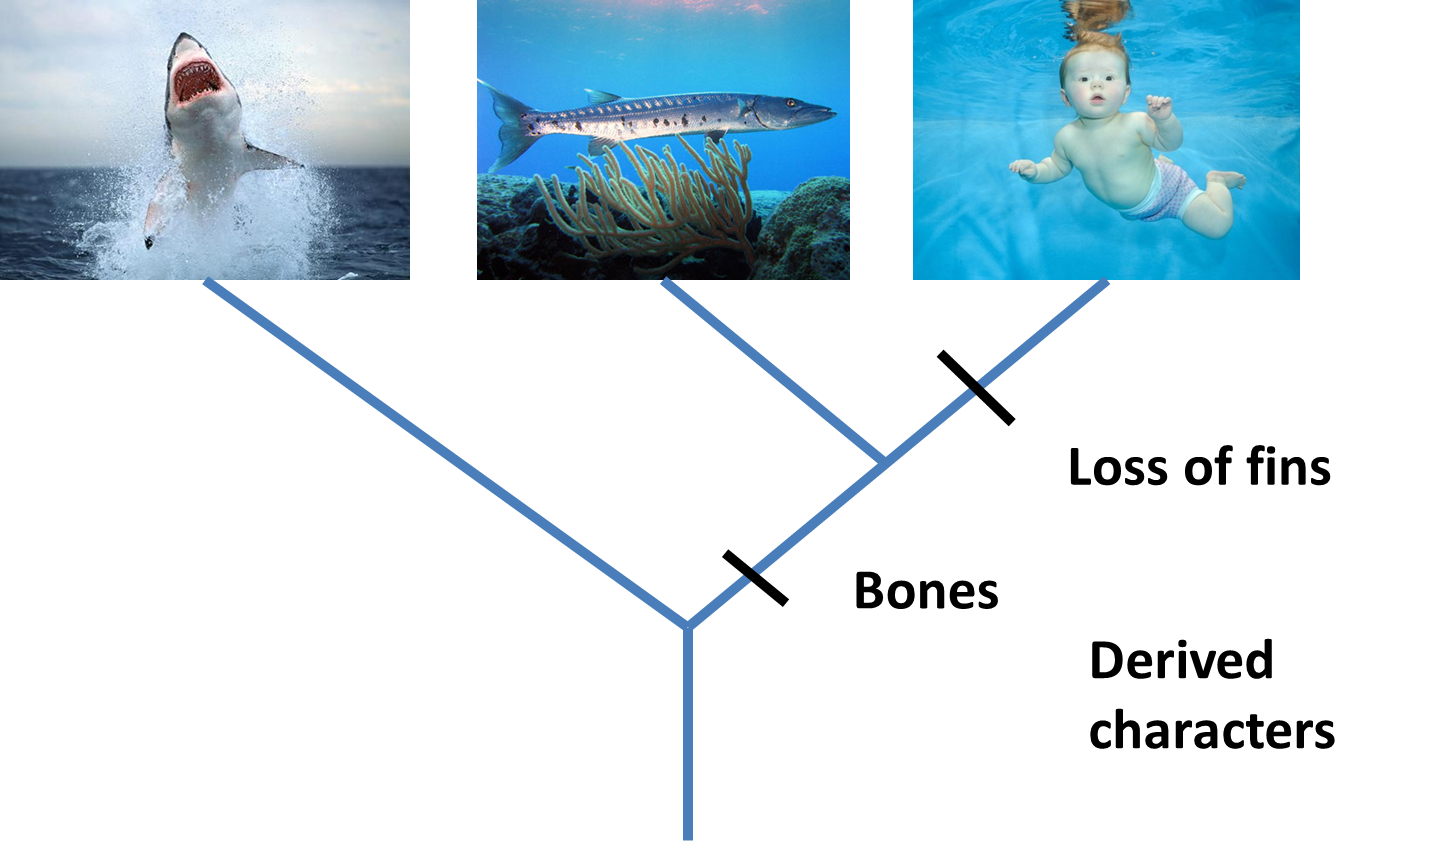 Loss of fins
Bones
Derived
characters